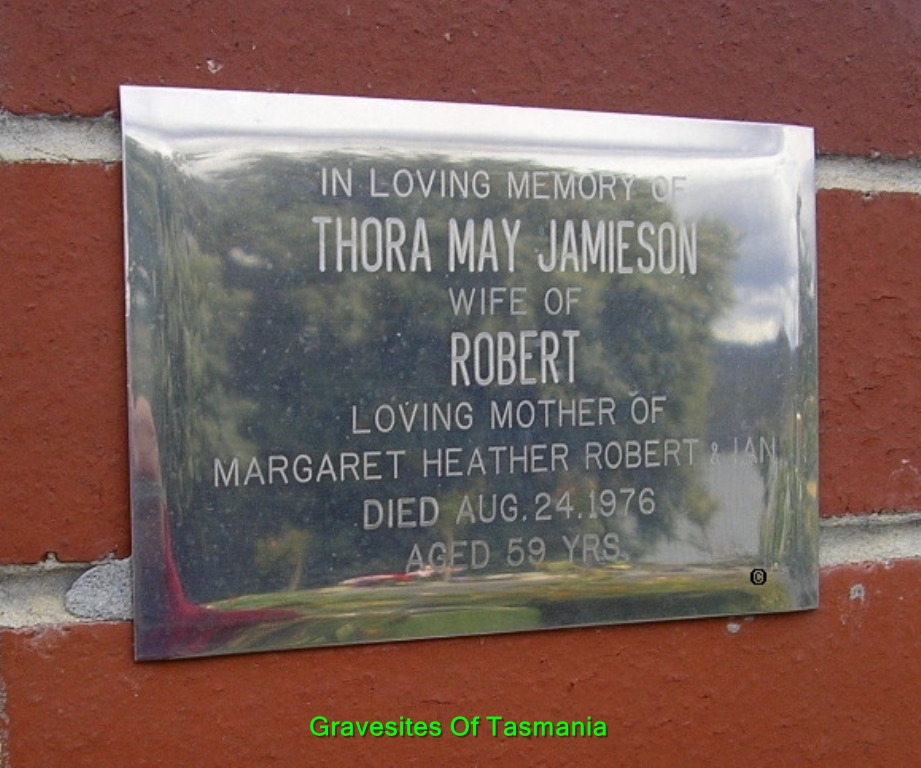 IN LOVING MEMORY OF
THORA MAY JAMIESON
WIFE OF
ROBERT
LOVING MOTHER OF
MARGARET HEATHER ROBERT & IAN
DIED AUG. 24. 1976
AGED 59 YRS.
©
Gravesites Of Tasmania